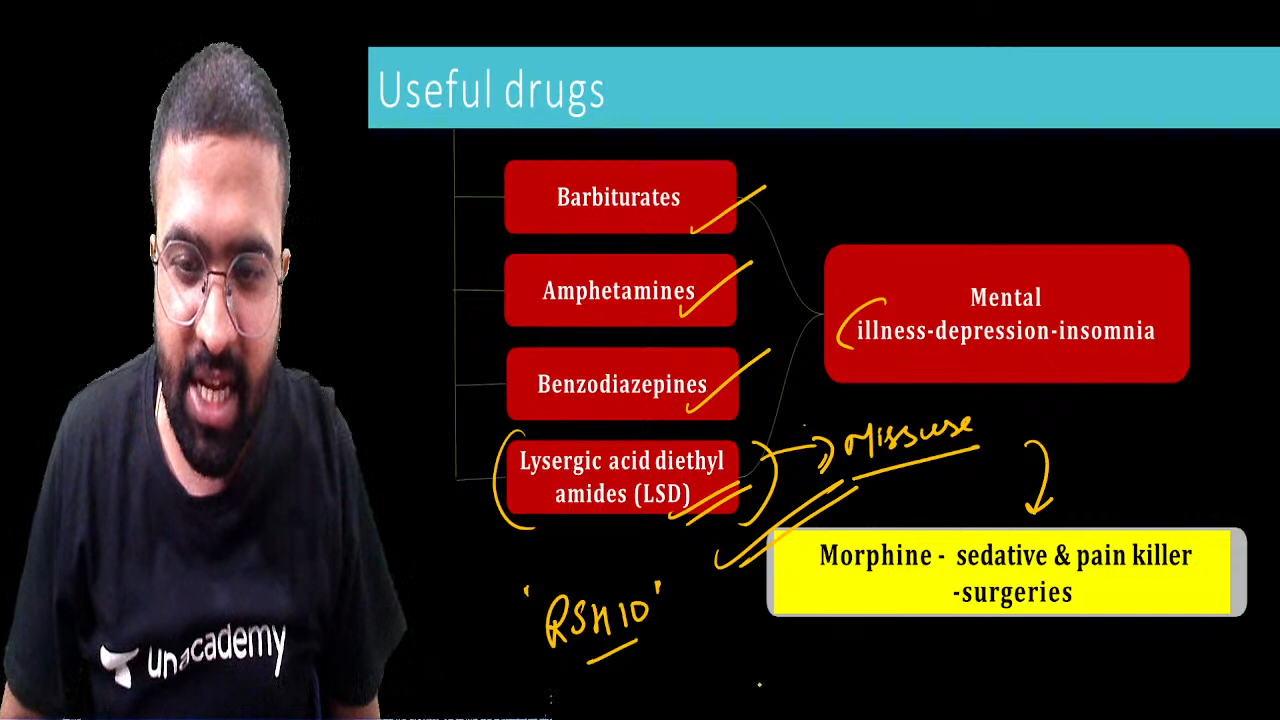 Useful drugs
Barbiturates
Amphetamines
Benzodiazepines
Lysergic acid diethyl
amides (LSD)
Mental
illness-depression-insomnia
Missuse
Morphine - sedative & pain killer
-surgeries
"RSH10"
unacademy